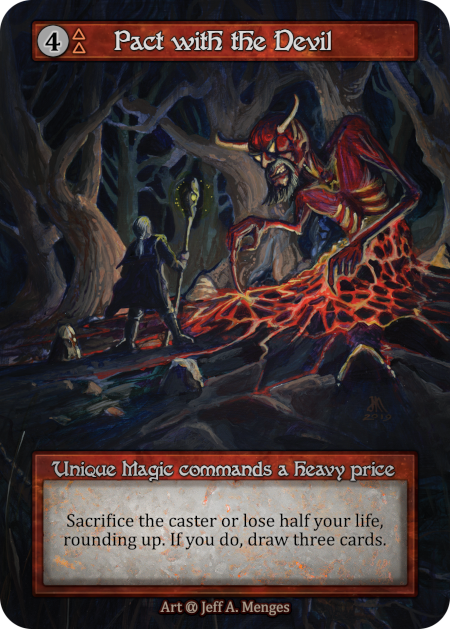 4 Pact with the Devil
Unique Magic commands a heavy price
Sacrifice the caster or lose half your life,
rounding up. If you do, draw three cards.
Art @ Jeff A. Menges